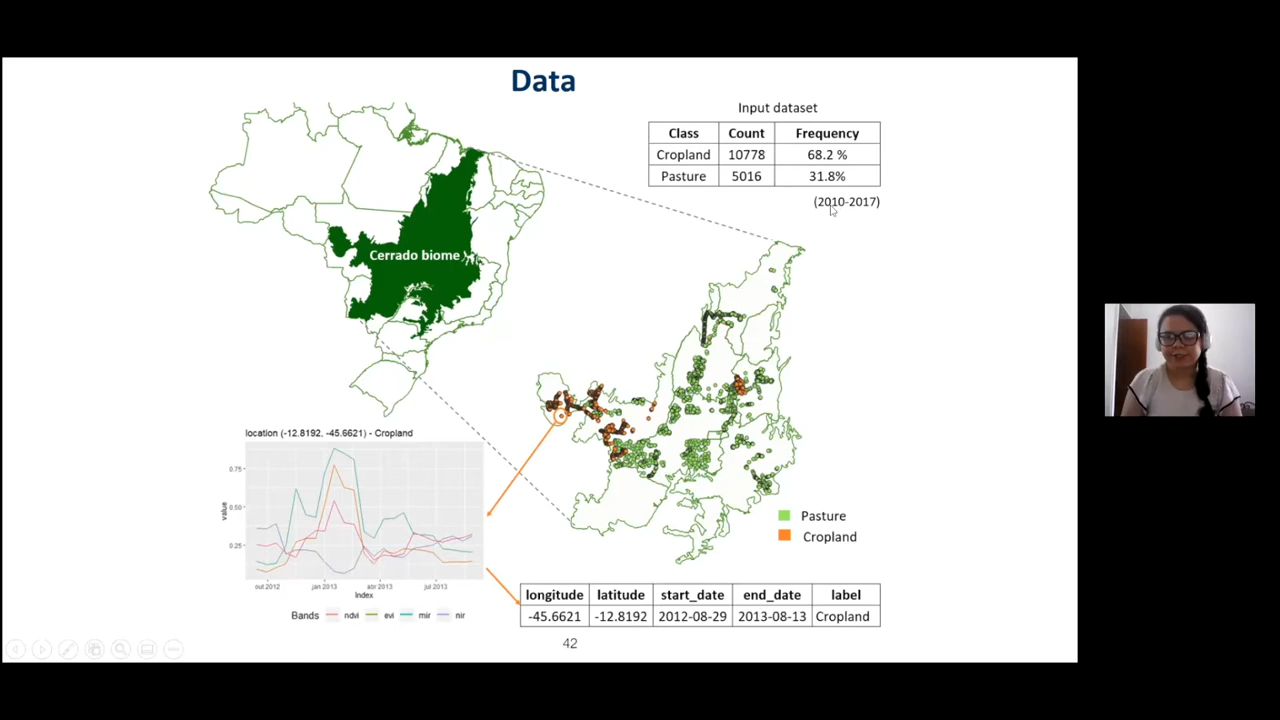 Data
Input dataset
Class Count Frequency
Cropland 10778 68.2 %
Pasture 5016 31.8%
(2010-2017)
Cerrado biome
location (-12.8192, -45.6621) - Cropland
value
0.75
0.50
0.25
out 2012 jan 2013 abr 2013 jul 2013
Index
Bands ndvi evi mir nir
Pasture
Cropland
longitude latitude start_date end_date label
-45.6621 -12.8192 2012-08-29 2013-08-13 Cropland
42